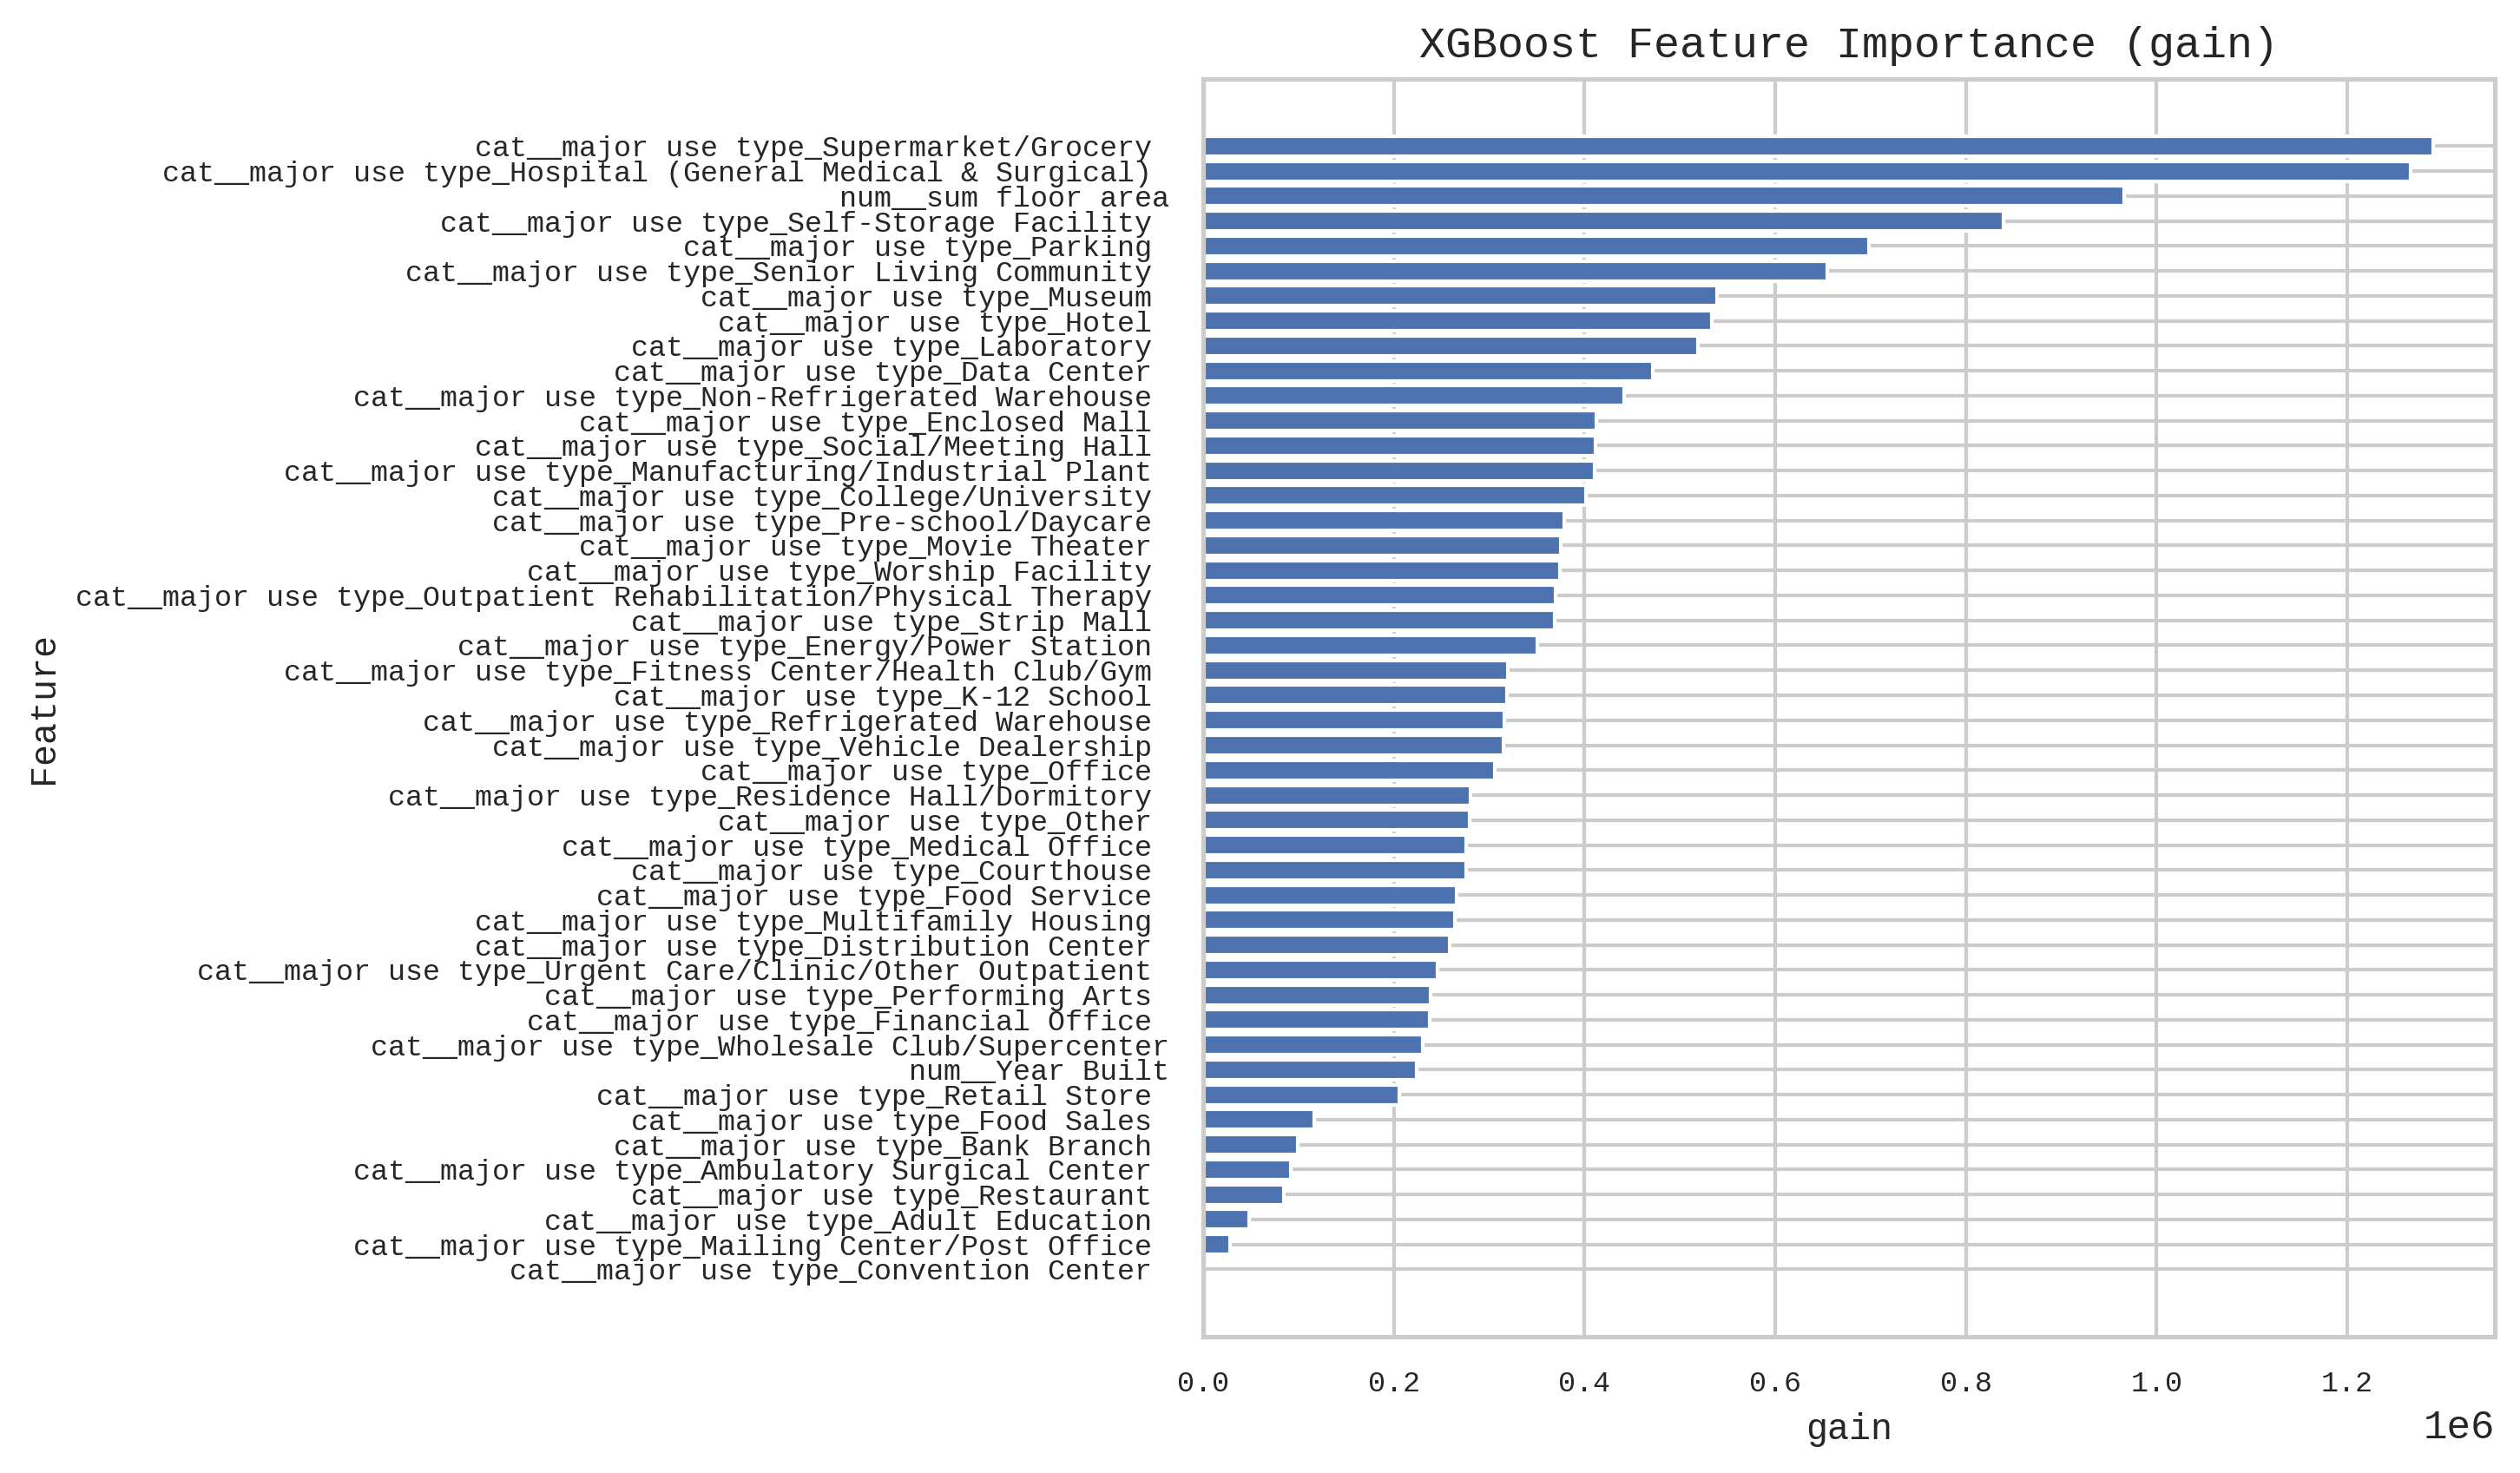 XGBoost Feature Importance (gain)
cat__major use type_Supermarket/Grocery
cat__major use type_Hospital (General Medical & Surgical)
num__sum floor area
cat__major use type_Self-Storage Facility
cat__major use type_Parking
cat__major use type_Senior Living Community
cat__major use type_Museum
cat__major use type_Hotel
cat__major use type_Laboratory
cat__major use type_Data Center
cat__major use type_Non-Refrigerated Warehouse
cat__major use type_Enclosed Mall
cat__major use type_Social/Meeting Hall
cat__major use type_Manufacturing/Industrial Plant
cat__major use type_College/University
cat__major use type_Pre-school/Daycare
cat__major use type_Movie Theater
cat__major use type_Worship Facility
cat__major use type_Outpatient Rehabilitation/Physical Therapy
cat__major use type_Strip Mall
cat__major use type_Energy/Power Station
cat__major use type_Fitness Center/Health Club/Gym
cat__major use type_K-12 School
cat__major use type_Refrigerated Warehouse
cat__major use type_Vehicle Dealership
cat__major use type_Office
cat__major use type_Residence Hall/Dormitory
cat__major use type_Other
cat__major use type_Medical Office
cat__major use type_Courthouse
cat__major use type_Food Service
cat__major use type_Multifamily Housing
cat__major use type_Distribution Center
cat__major use type_Urgent Care/Clinic/Other Outpatient
cat__major use type_Performing Arts
cat__major use type_Financial Office
cat__major use type_Wholesale Club/Supercenter
num__Year Built
cat__major use type_Retail Store
cat__major use type_Food Sales
cat__major use type_Bank Branch
cat__major use type_Ambulatory Surgical Center
cat__major use type_Restaurant
cat__major use type_Adult Education
cat__major use type_Mailing Center/Post Office
cat__major use type_Convention Center
Feature
0.0 0.2 0.4 0.6 0.8 1.0 1.2
gain
1e6